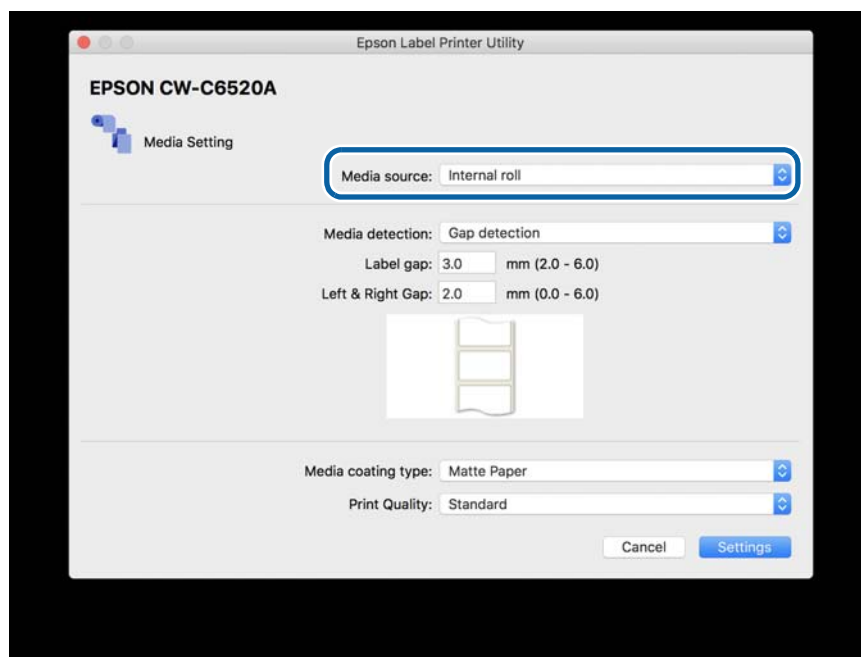 Epson Label Printer Utility
EPSON CW-C6520A
Media Setting
Media source: Internal roll
Media detection: Gap detection
Label gap: 3.0 mm (2.0 - 6.0)
Left & Right Gap: 2.0 mm (0.0 - 6.0)
Media coating type: Matte Paper
Print Quality: Standard
Cancel Settings